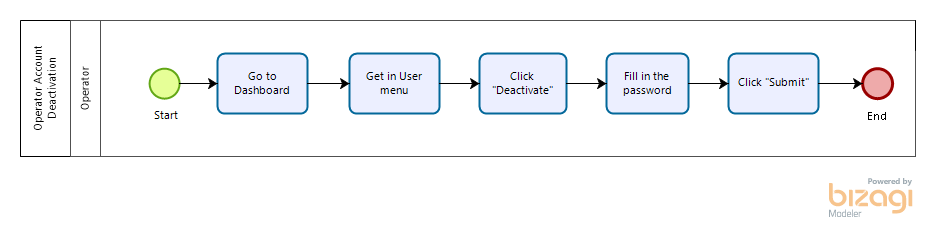 Operator Account
Deactivation
Operator
Start
Go to
Dashboard
Get in User
menu
Click
"Deactivate"
Fill in the
password
Click "Submit"
End
Powered by
bizagi
Modeler